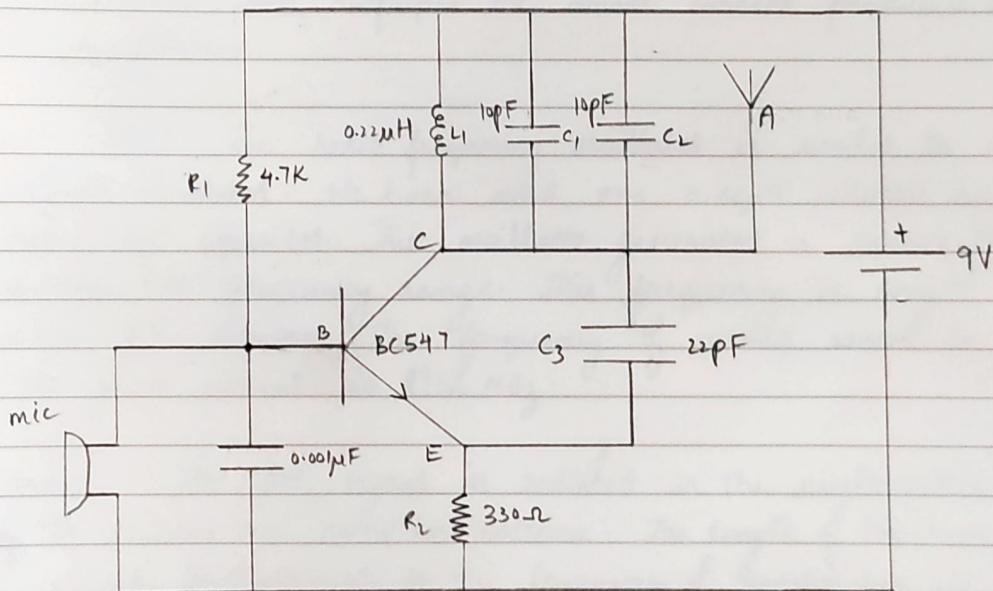 10pF
10pF
0.22μH
L1
C1
C2
A
R1
4.7K
C
+
9V
-
B
BC547
C3
22pF
mic
E
0.001μF
R2
330Ω